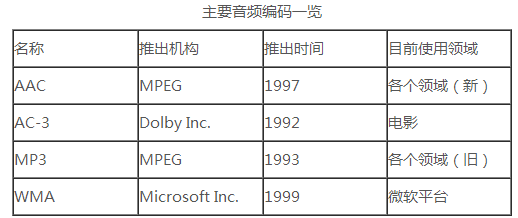 主要音频编码一览
名称 推出机构 推出时间 目前使用领域
AAC MPEG 1997 各个领域（新）
AC-3 Dolby Inc. 1992 电影
MP3 MPEG 1993 各个领域（旧）
WMA Microsoft Inc. 1999 微软平台